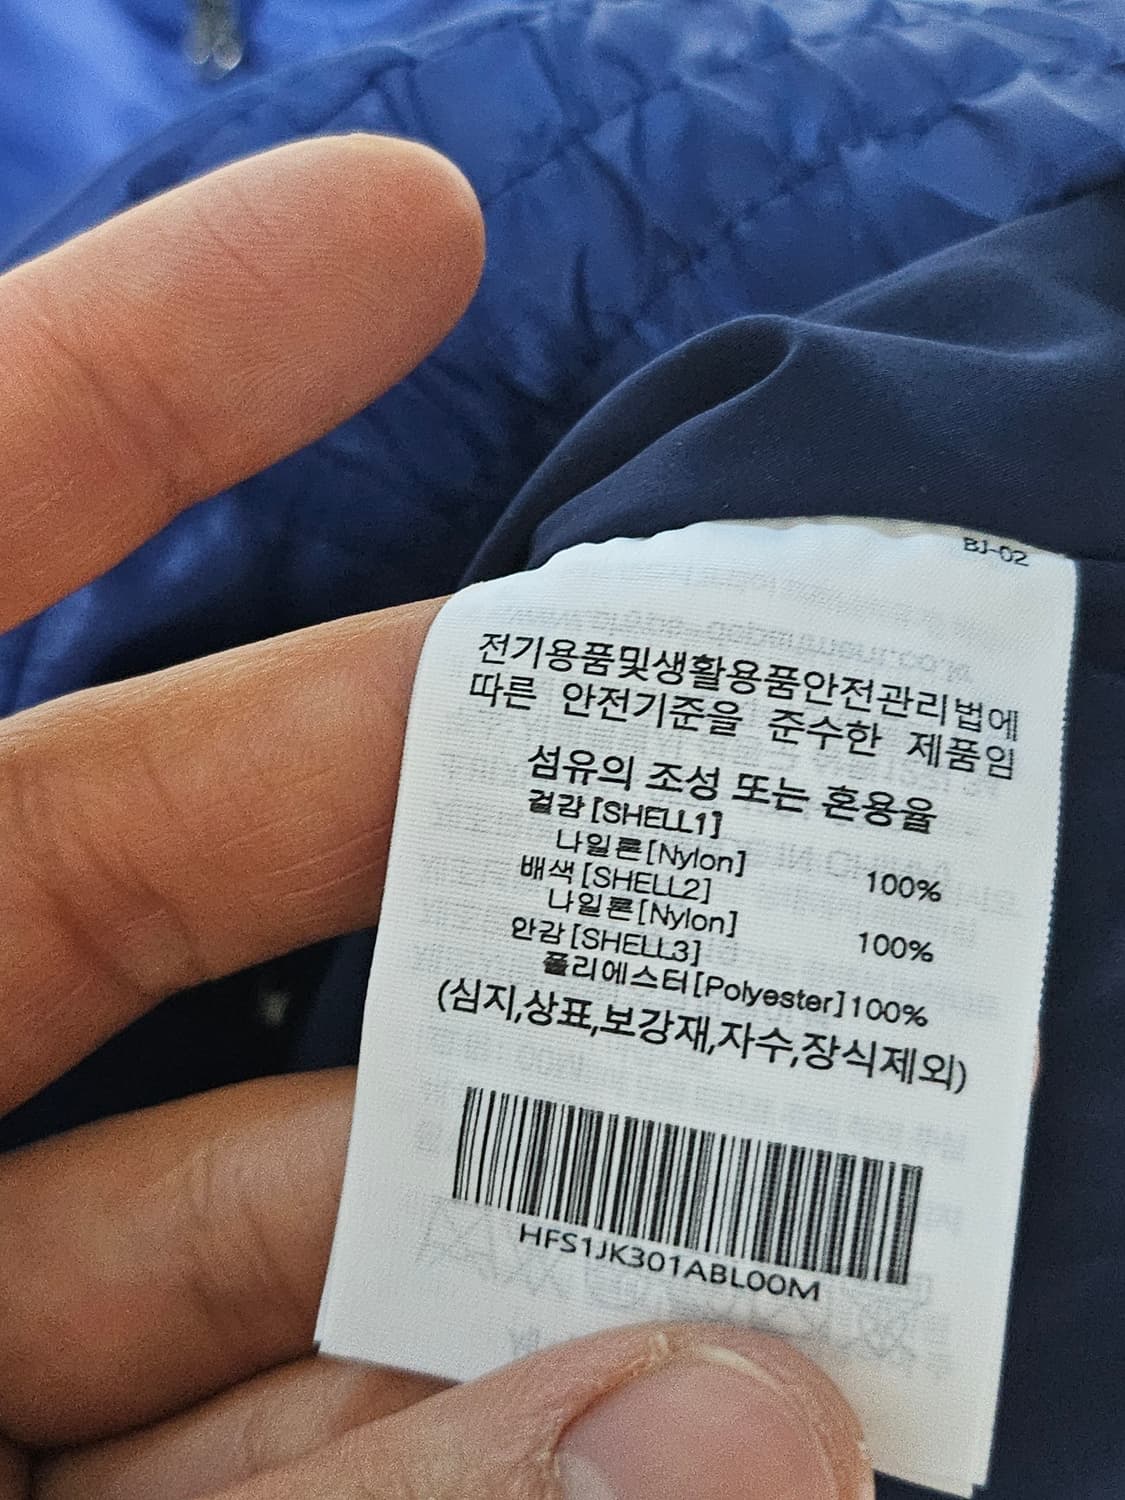 BJ-02
전기용품및생활용품안전관리법에
따른 안전기준을 준수한 제품임
섬유의 조성 또는 혼용율
겉감[SHELL1]
나일론[Nylon] 100%
배색[SHELL2]
나일론[Nylon] 100%
안감[SHELL3]
폴리에스터[Polyester]100%
(심지,상표,보강재,자수,장식제외)
HFS1JK301ABL00M